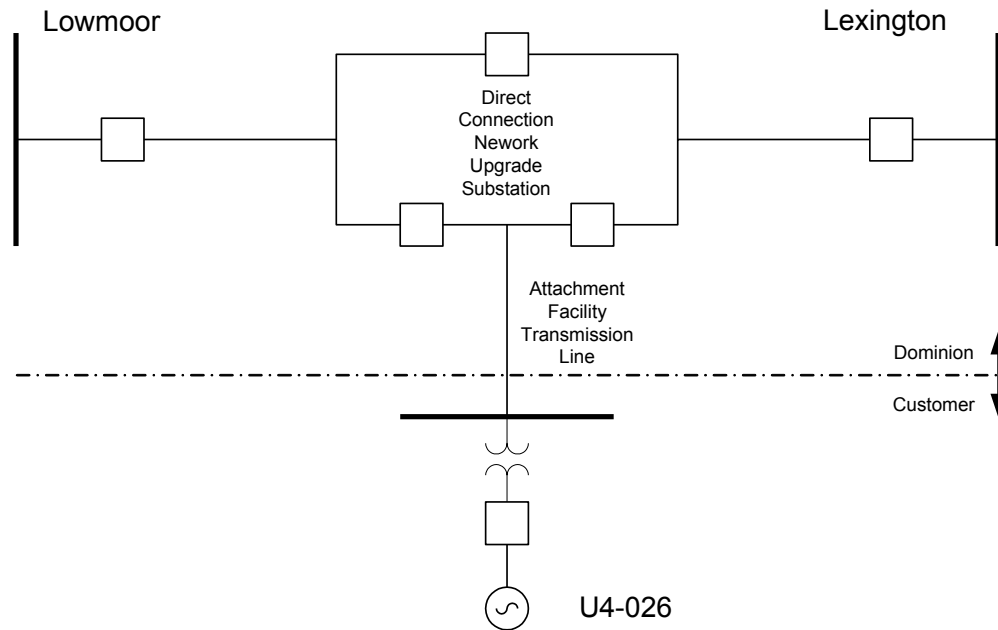 Lowmoor
Lexington
Direct
Connection
Nework
Upgrade
Substation
Attachment
Facility
Transmission
Line
Dominion
Customer
U4-026